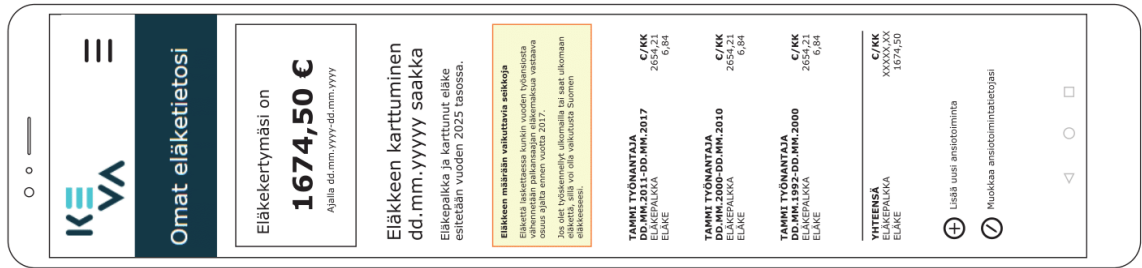 KEVA
Omat eläketietosi
Eläkekertymäsi on
1674,50 €
Ajalla dd.mm.yyyy-dd.mm.yyyy
Eläkkeen karttuminen
dd.mm.yyyyy saakka
Eläkepalkka ja karttunut eläke
esitetään vuoden 2025 tasossa.
Eläkkeen määrään vaikuttavia seikkoja
Eläkettä laskettaessa kunkin vuoden työansiosta
vähennetään palkansaajan eläkemaksua vastaava
osuus ajalta ennen vuotta 2017.
Jos olet työskennellyt ulkomailla tai saat ulkomaan
eläkettä, sillä voi olla vaikutusta Suomen
eläkkeeseesi.
TAMMI TYÖNANTAJA
DD.MM.2011-DD.MM.2017 C/KK
ELÄKEPALKKA 2654,21
ELÄKE 6,84
TAMMI TYÖNANTAJA
DD.MM.2000-DD.MM.2010 C/KK
ELÄKEPALKKA 2654,21
ELÄKE 6,84
TAMMI TYÖNANTAJA
DD.MM.1992-DD.MM.2000 C/KK
ELÄKEPALKKA 2654,21
ELÄKE 6,84
YHTEENSÄ C/KK
ELÄKEPALKKA XXXXX,XX
ELÄKE 1674,50
Lisää uusi ansiotoiminta
Muokkaa ansiotoimintatietojasi